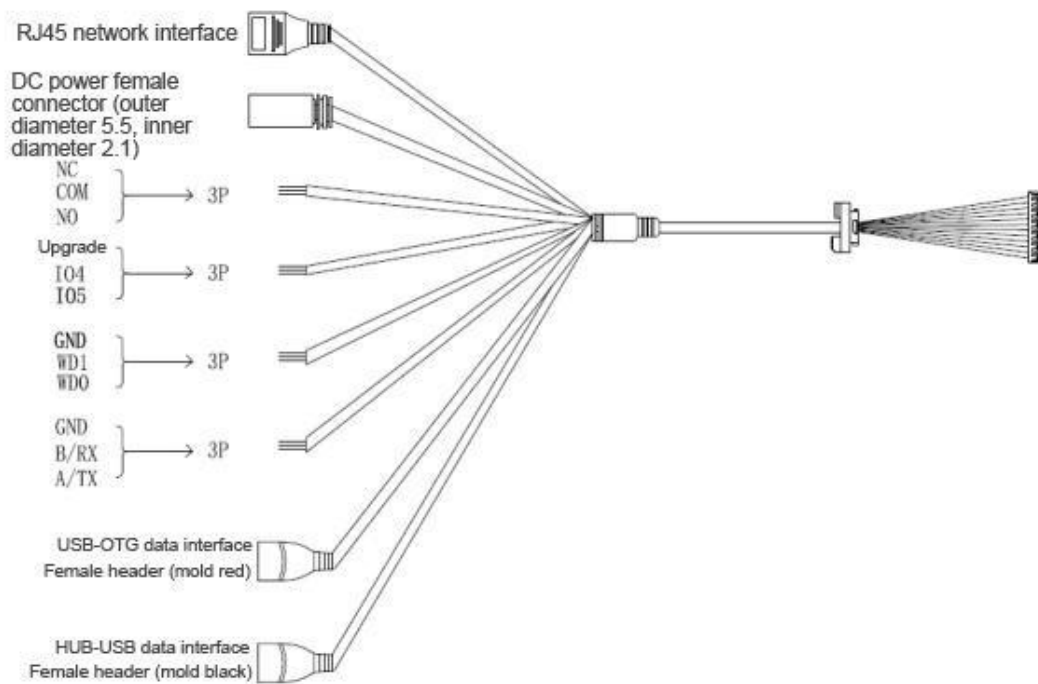 RJ45 network interface
DC power female
connector (outer
diameter 5.5, inner
diameter 2.1)
NC
COM
NO
3P
Upgrade
IO4
IO5
3P
GND
WD1
WD0
3P
GND
B/RX
A/TX
3P
USB-OTG data interface
Female header (mold red)
HUB-USB data interface
Female header (mold black)